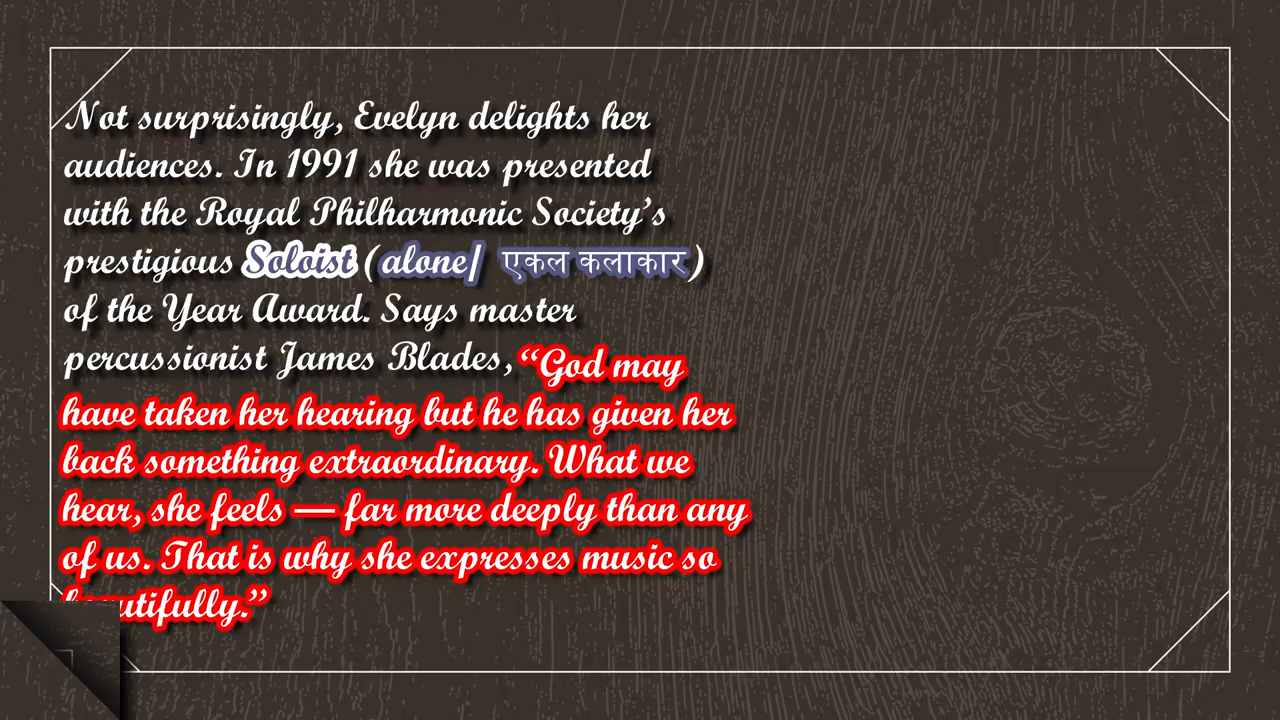 Not surprisingly, Evelyn delights her
audiences. In 1991 she was presented
with the Royal Philharmonic Society’s
prestigious Soloist (alone/ एकल कलाकार)
of the Year Award. Says master
percussionist James Blades, “God may
have taken her hearing but he has given her
back something extraordinary. What we
hear, she feels — far more deeply than any
of us. That is why she expresses music so
beautifully.”